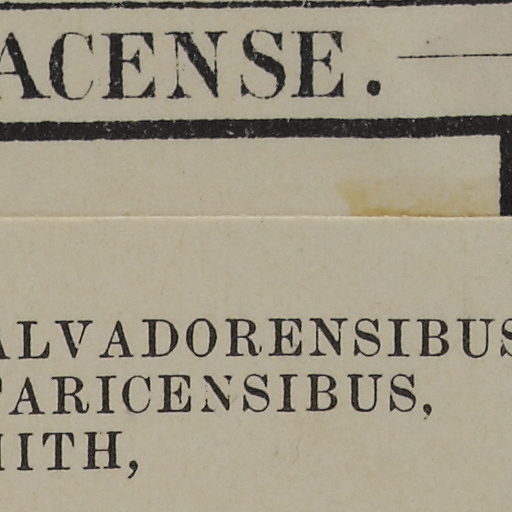 ACENSE.
ALVADORENSIBUS
TARICENSIBUS,
HITH,